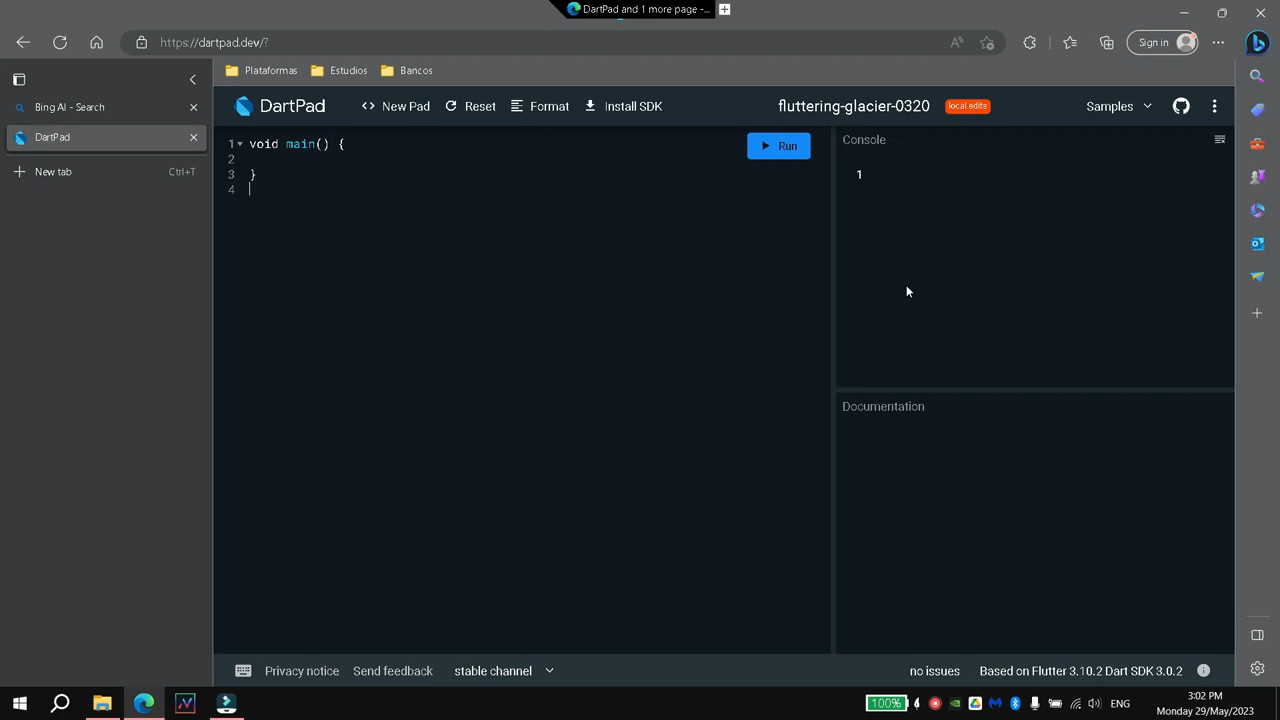 DartPad and 1 more page -...
https://dartpad.dev/?
Sign in
Plataformas
Estudios
Bancos
Bing AI - Search
DartPad
New tab
Ctrl+T
DartPad
New Pad
Reset
Format
Install SDK
fluttering-glacier-0320
local edits
Samples
1 void main() {
2
3 }
4
Run
Console
1
Documentation
Privacy notice
Send feedback
stable channel
no issues
Based on Flutter 3.10.2 Dart SDK 3.0.2
100%
ENG
3:02 PM
Monday 29/May/2023